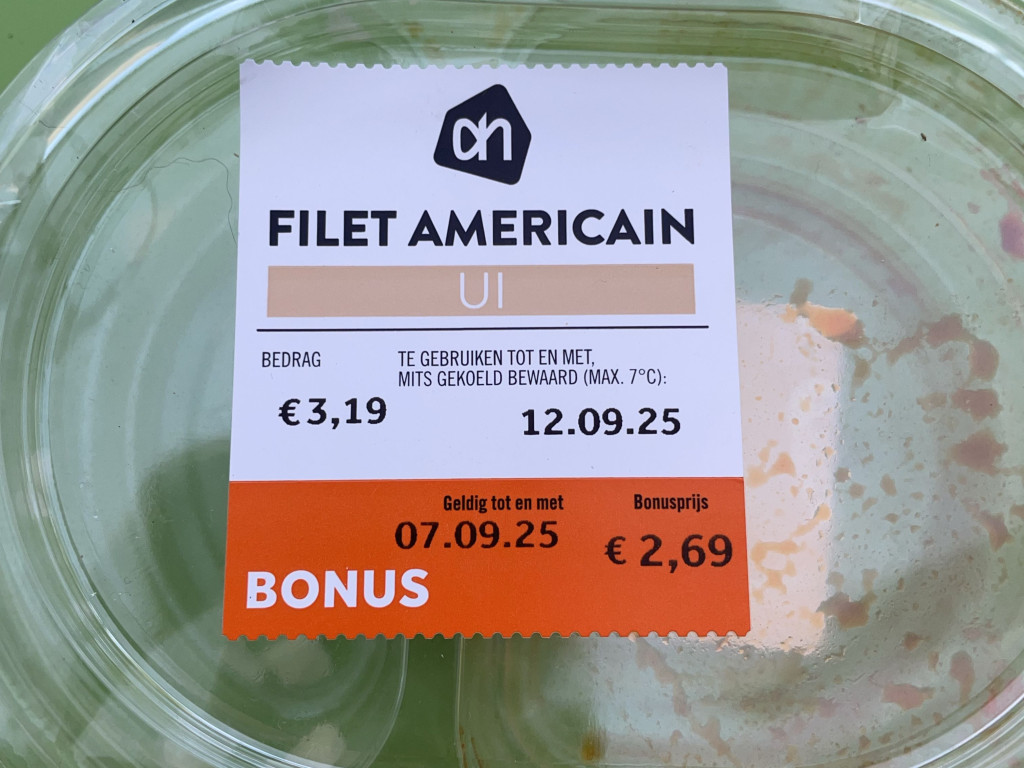 ah
FILET AMERICAIN
UI
BEDRAG
TE GEBRUIKEN TOT EN MET,
MITS GEKOELD BEWAARD (MAX. 7°C):
€ 3,19
12.09.25
Geldig tot en met
Bonusprijs
07.09.25
€ 2,69
BONUS